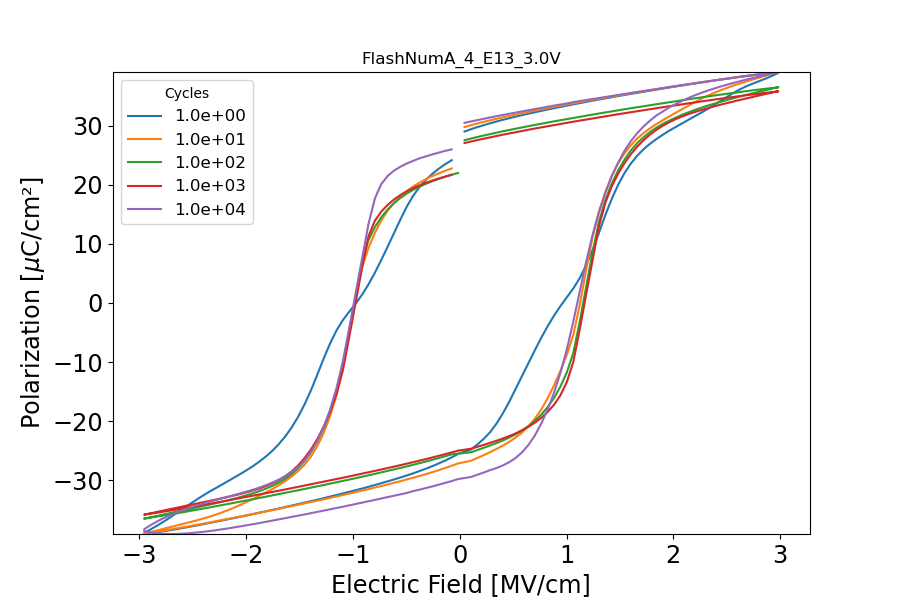 FlashNumA_4_E13_3.0V
Cycles
1.0e+00
1.0e+01
1.0e+02
1.0e+03
1.0e+04
Polarization [μC/cm²]
30
20
10
0
−10
−20
−30
−3 −2 −1 0 1 2 3
Electric Field [MV/cm]